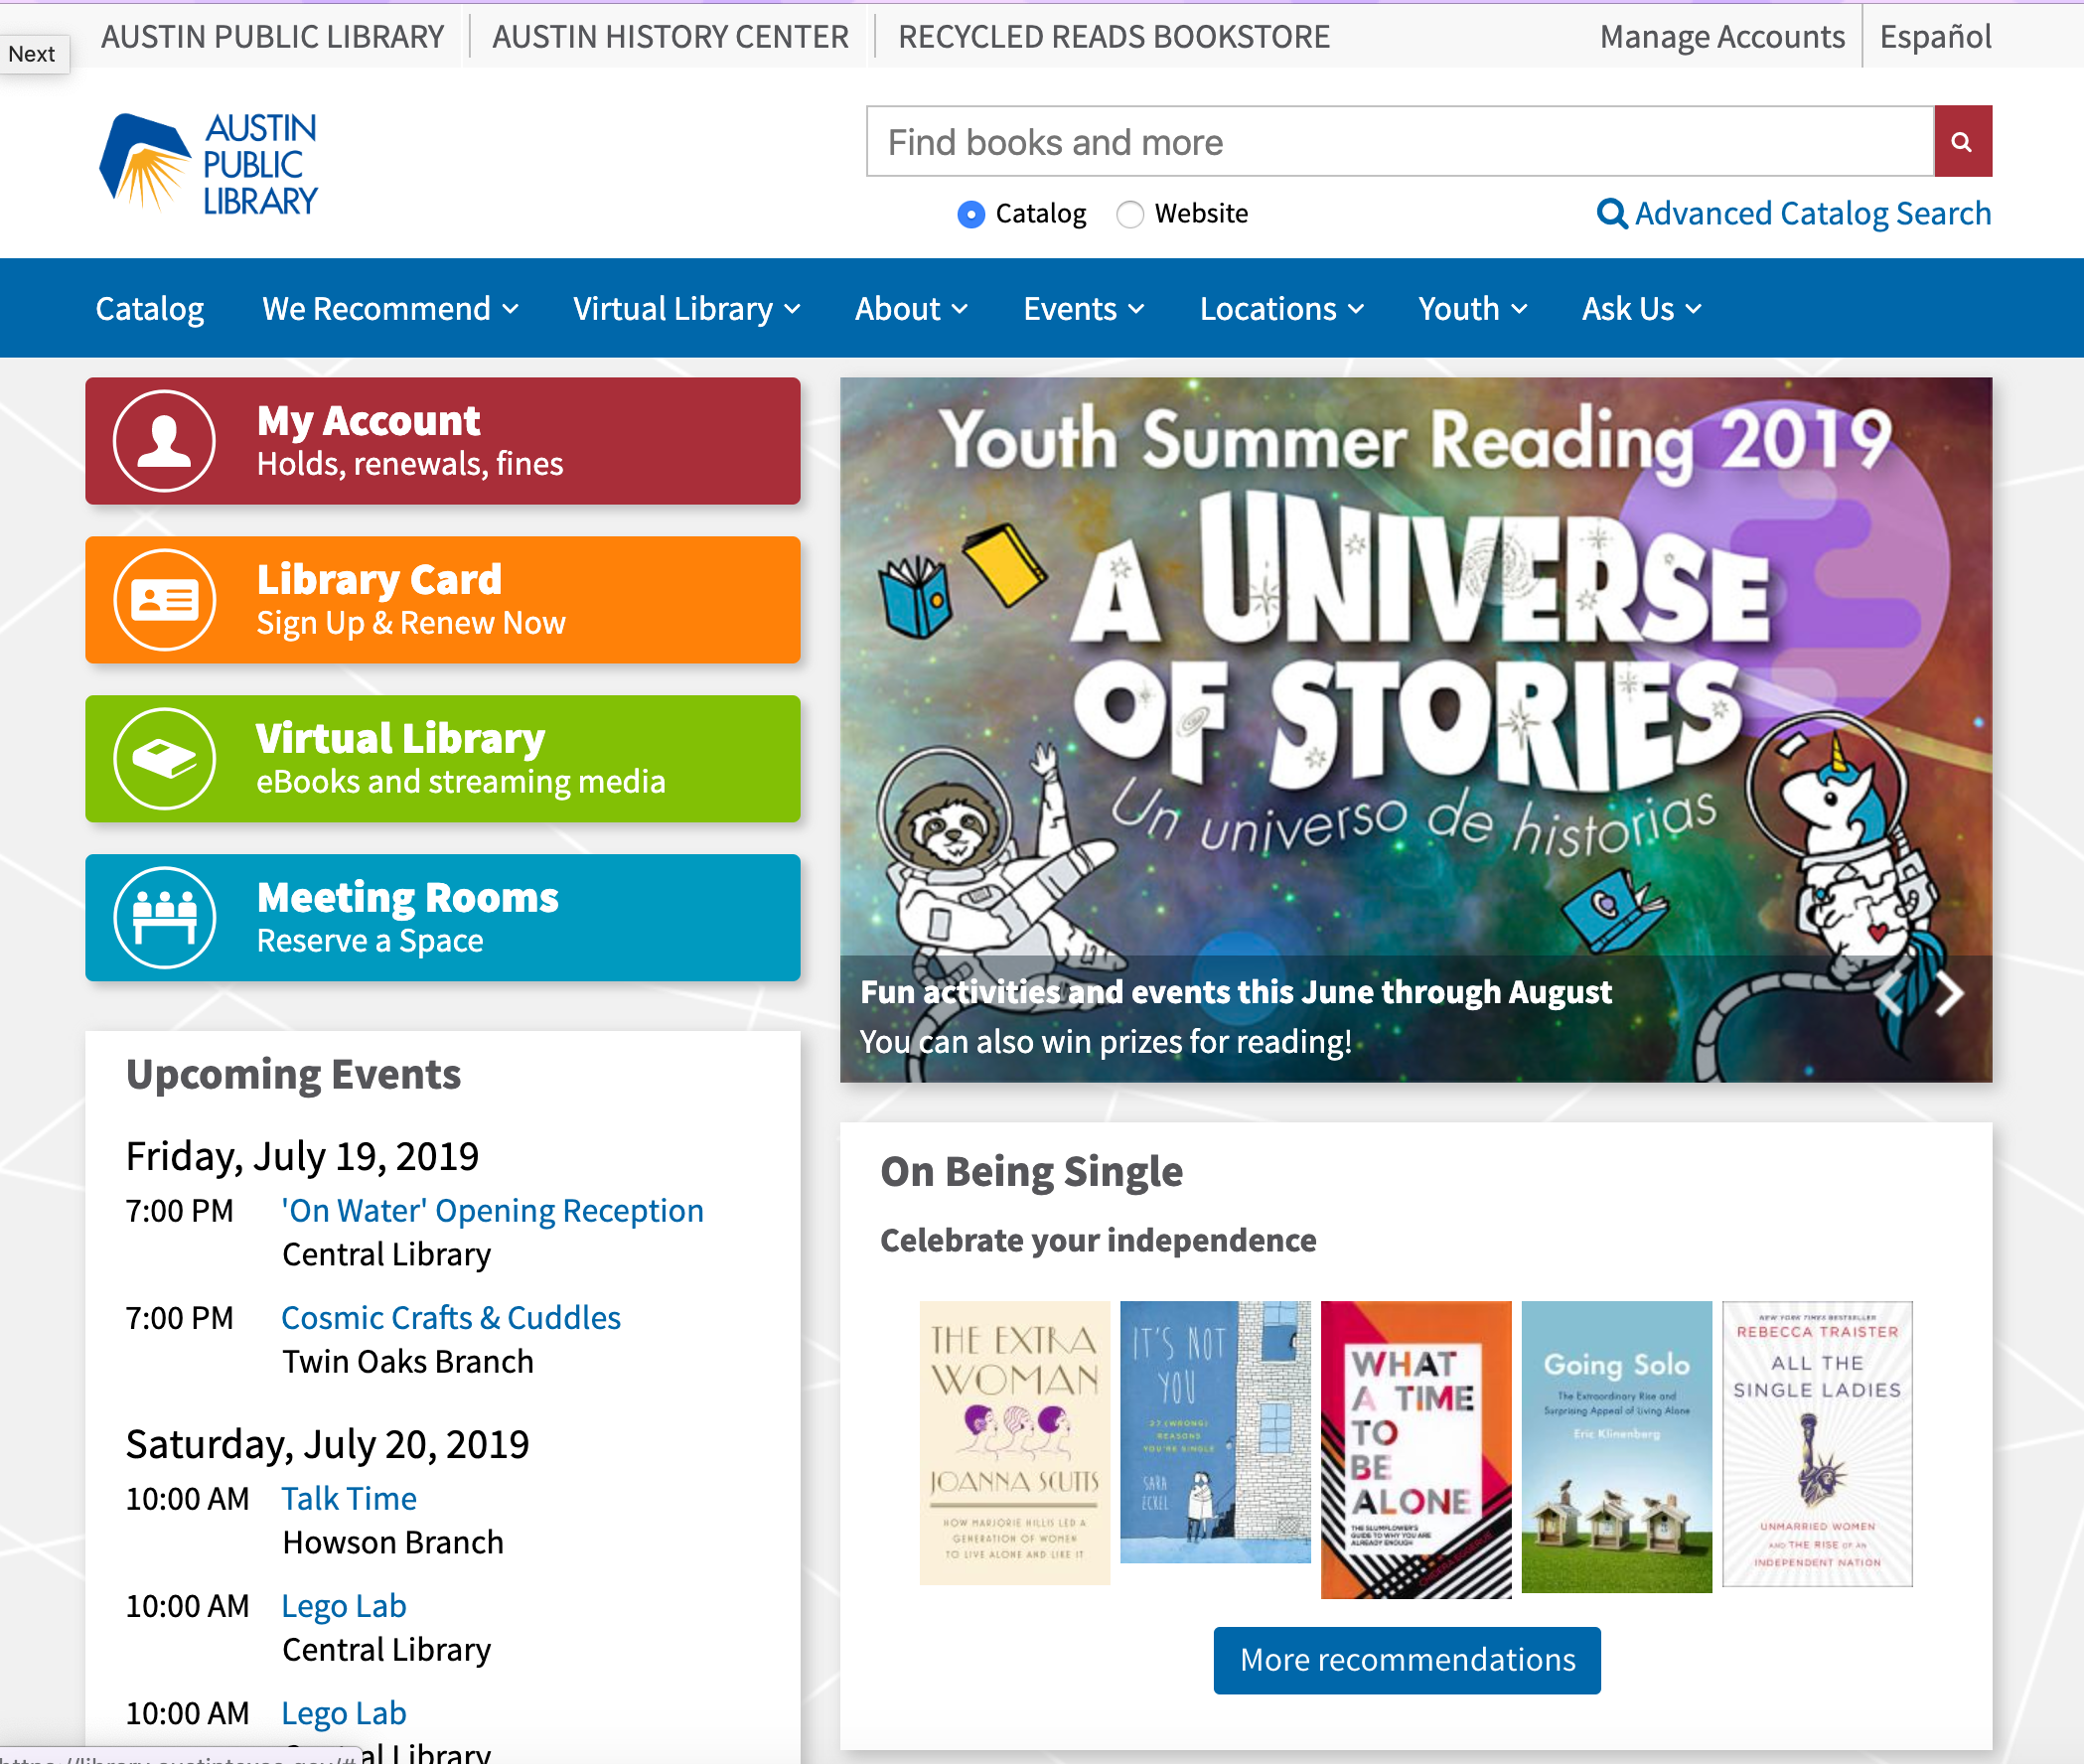 AUSTIN PUBLIC LIBRARY
AUSTIN HISTORY CENTER
RECYCLED READS BOOKSTORE
Manage Accounts
Español
Next
AUSTIN
PUBLIC
LIBRARY
Find books and more
Catalog
Website
Advanced Catalog Search
Catalog
We Recommend
Virtual Library
About
Events
Locations
Youth
Ask Us
My Account
Holds, renewals, fines
Library Card
Sign Up & Renew Now
Virtual Library
eBooks and streaming media
Meeting Rooms
Reserve a Space
Youth Summer Reading 2019
A UNIVERSE
OF STORIES
Un universo de historias
Fun activities and events this June through August
You can also win prizes for reading!
Upcoming Events
Friday, July 19, 2019
7:00 PM 'On Water' Opening Reception
Central Library
7:00 PM Cosmic Crafts & Cuddles
Twin Oaks Branch
Saturday, July 20, 2019
10:00 AM Talk Time
Howson Branch
10:00 AM Lego Lab
Central Library
10:00 AM Lego Lab
Library
On Being Single
Celebrate your independence
THE EXTRA
WOMAN
JOANNA SCUTTS
HOW MARJORIE HILLIS LED A
GENERATION OF WOMEN
TO LIVE ALONE AND LIKE IT
IT'S NOT
YOU
27 (WRONG)
REASONS
YOU'RE SINGLE
SARA
ECKEL
WHAT
A TIME
TO
BE
ALONE
THE SLUMFLOWER'S
GUIDE TO WHY YOU ARE
ALREADY ENOUGH
Going Solo
The Extraordinary Rise and
Surprising Appeal of Living Alone
Eric Klinenberg
NEW YORK TIMES BESTSELLER
REBECCA TRAISTER
ALL THE
SINGLE LADIES
UNMARRIED WOMEN
AND THE RISE OF AN
INDEPENDENT NATION
More recommendations